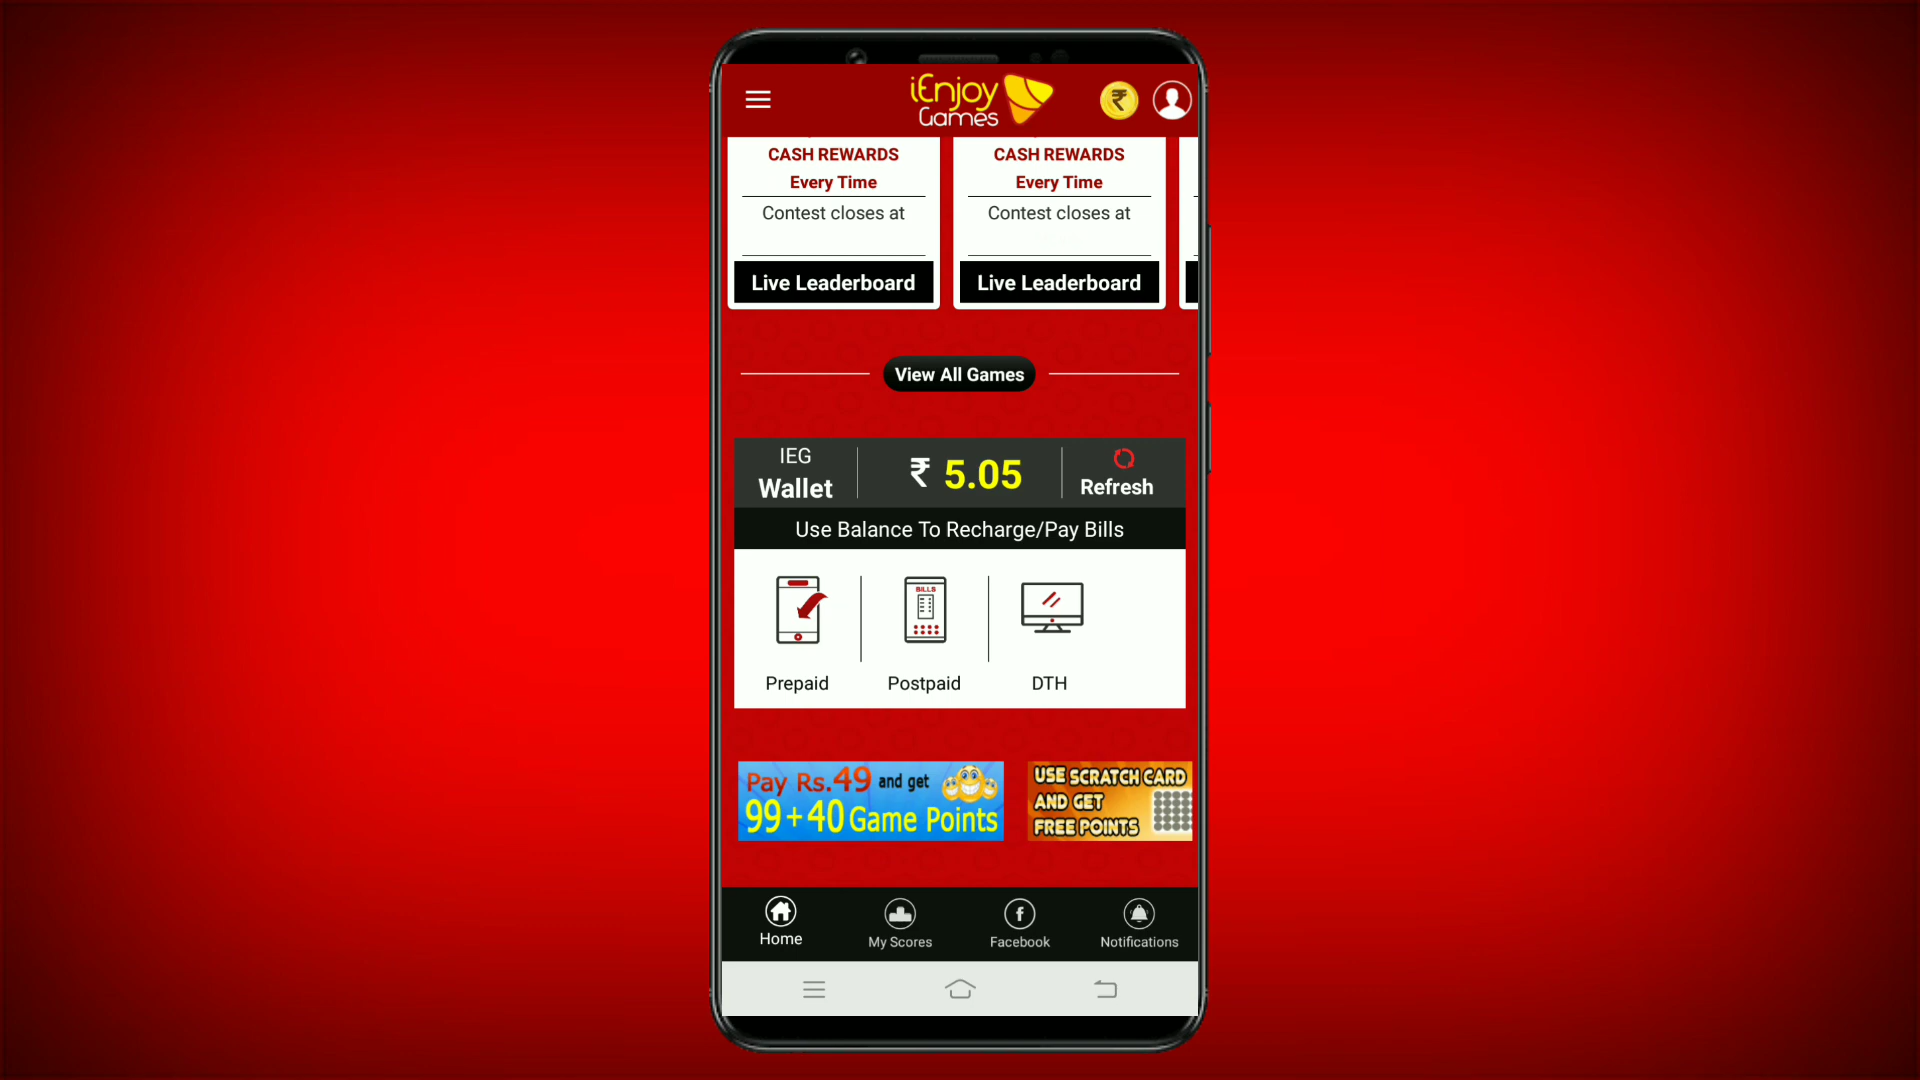 iEnjoy
Games
CASH REWARDS
Every Time
Contest closes at
Live Leaderboard
CASH REWARDS
Every Time
Contest closes at
Live Leaderboard
View All Games
IEG
Wallet
₹ 5.05
Refresh
Use Balance To Recharge/Pay Bills
BILLS
Prepaid
Postpaid
DTH
Pay Rs.49 and get
99+40 Game Points
USE SCRATCH CARD
AND GET
FREE POINTS
Home
My Scores
Facebook
Notifications